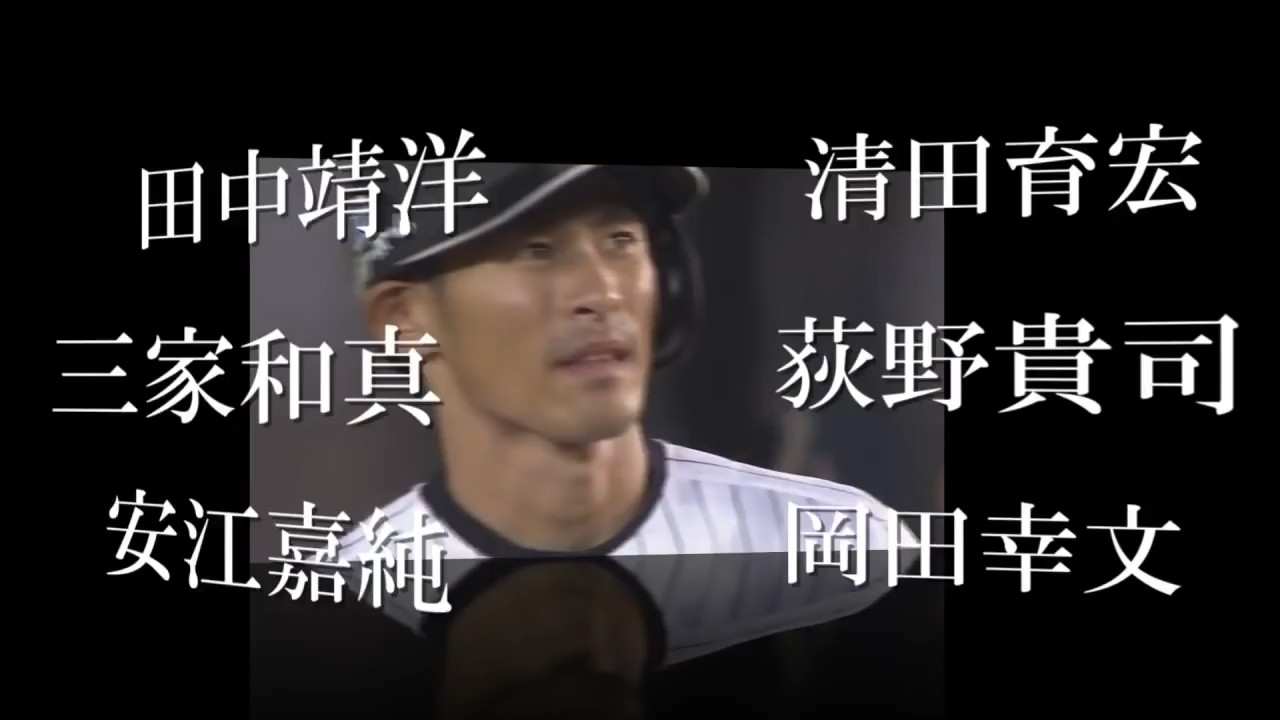 田中靖洋
清田育宏
三家和真
荻野貴司
安江嘉純
岡田幸文